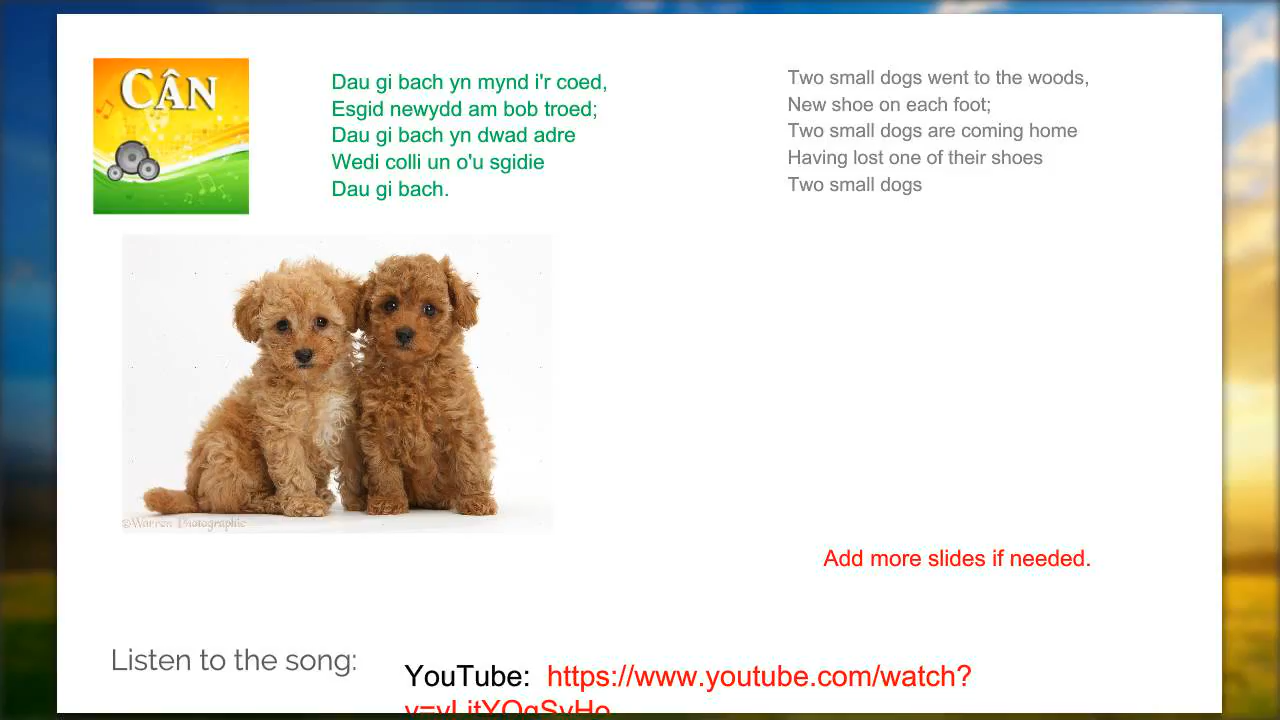 CÂN
Dau gi bach yn mynd i'r coed,
Esgid newydd am bob troed;
Dau gi bach yn dwad adre
Wedi colli un o'u sgidie
Dau gi bach.
Two small dogs went to the woods,
New shoe on each foot;
Two small dogs are coming home
Having lost one of their shoes
Two small dogs
©Warren Photographic
Add more slides if needed.
Listen to the song:
YouTube: https://www.youtube.com/watch?